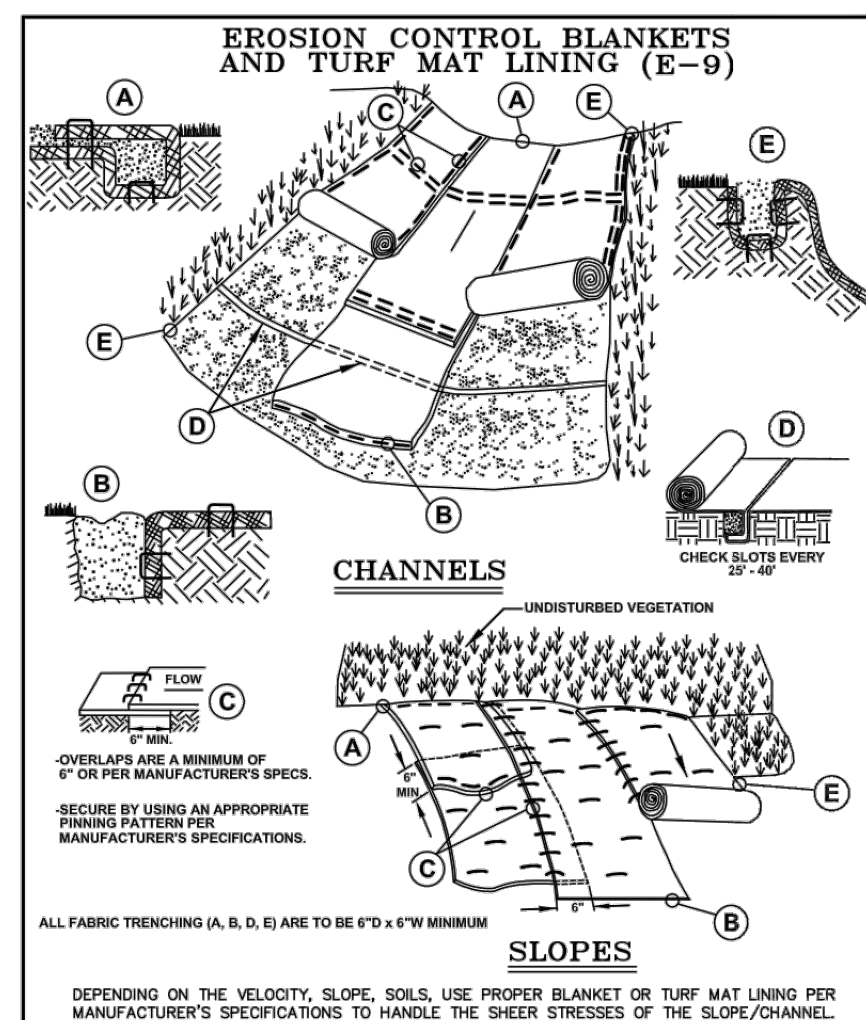 EROSION CONTROL BLANKETS
AND TURF MAT LINING (E-9)
A
C
A
E
E
E
D
B
B
D
CHECK SLOTS EVERY
25' - 40'
CHANNELS
UNDISTURBED VEGETATION
FLOW
C
6" MIN.
-OVERLAPS ARE A MINIMUM OF
6" OR PER MANUFACTURER'S SPECS.
-SECURE BY USING AN APPROPRIATE
PINNING PATTERN PER
MANUFACTURER'S SPECIFICATIONS.
A
6"
MIN
E
C
6"
B
ALL FABRIC TRENCHING (A, B, D, E) ARE TO BE 6"D x 6"W MINIMUM
SLOPES
DEPENDING ON THE VELOCITY, SLOPE, SOILS, USE PROPER BLANKET OR TURF MAT LINING PER
MANUFACTURER'S SPECIFICATIONS TO HANDLE THE SHEER STRESSES OF THE SLOPE/CHANNEL.